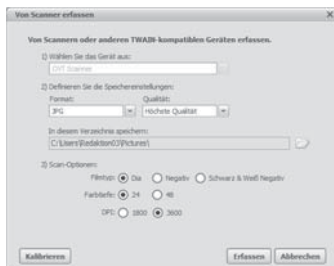 Von Scanner erfassen
Von Scannern oder anderen TWAIN-kompatiblen Geräten erfassen.
1) Wählen Sie das Gerät aus:
OVT Scanner
2) Definieren Sie die Speichereinstellungen:
Format: Qualität:
JPG Höchste Qualität
In diesem Verzeichnis speichern:
C:\Users\Redaktion03\Pictures\
3) Scan-Optionen:
Filmtyp: Dia Negativ Schwarz & Weiß Negativ
Farbtiefe: 24 48
DPI: 1800 3600
Kalibrieren Erfassen Abbrechen